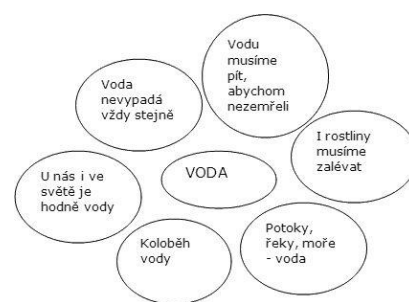 Vodu
musíme
pít,
abychom
nezemřeli
Voda
nevypadá
vždy stejně
I rostliny
musíme
zalévat
VODA
U nás i ve
světě je
hodně vody
Potoky,
řeky, moře
- voda
Koloběh
vody